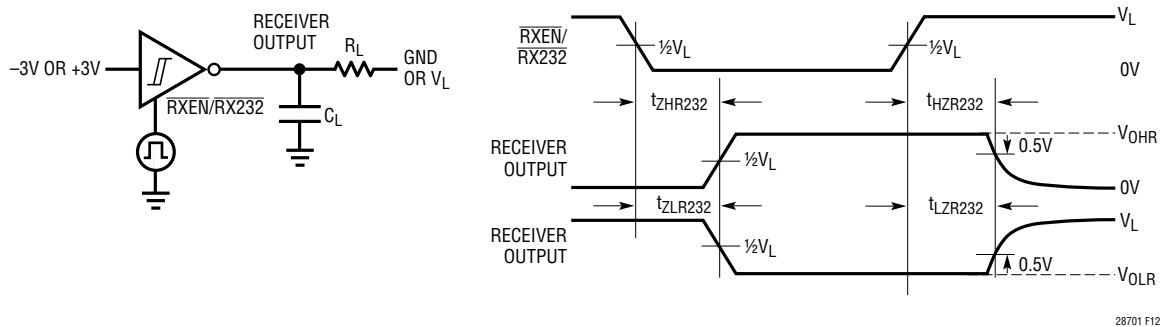 RECEIVER
OUTPUT
R_L
GND
OR V_L
–3V OR +3V
RXEN/RX232
C_L
RXEN/
RX232
½V_L
½V_L
V_L
0V
t_ZHR232
t_HZR232
RECEIVER
OUTPUT
½V_L
V_OHR
0.5V
0V
t_ZLR232
t_LZR232
V_L
RECEIVER
OUTPUT
½V_L
0.5V
V_OLR
28701 F12